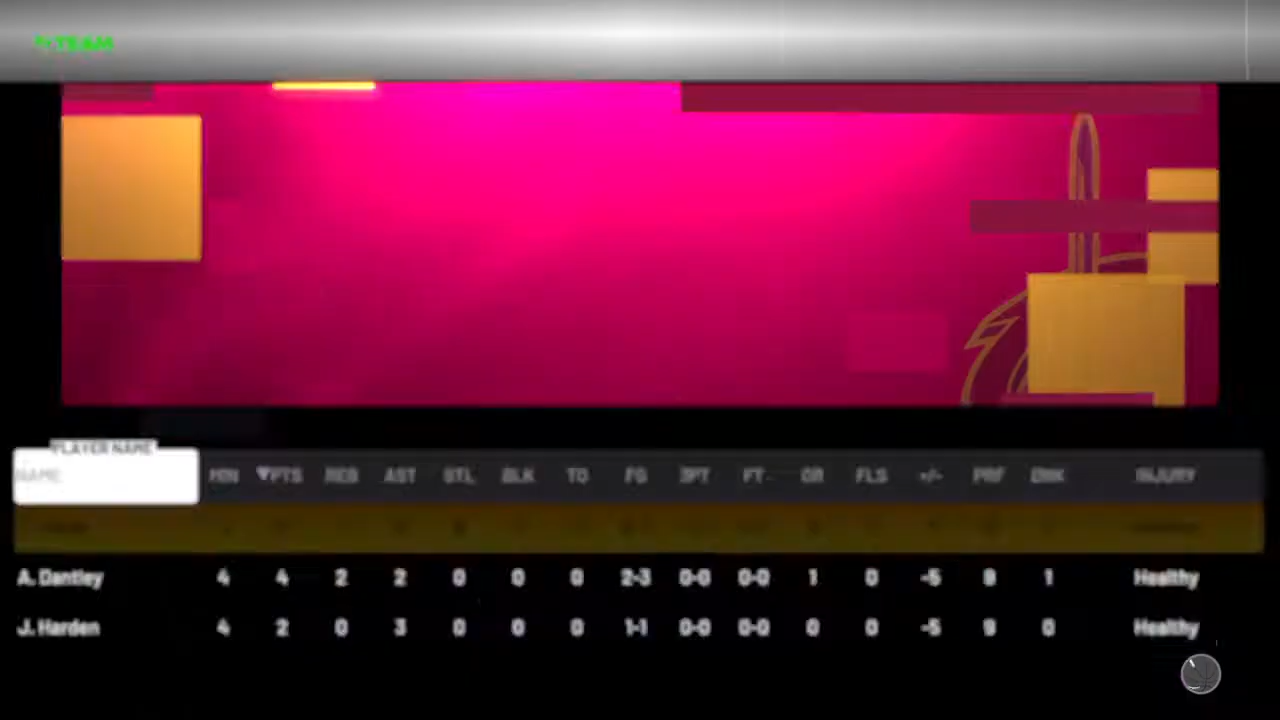 TEAM
PLAYER NAME
NAME MIN ▼PTS REB AST STL BLK TO FG 3PT FT OR FLS +/- PRF DNK INJURY
A. Dantley 4 4 2 2 0 0 0 2-3 0-0 0-0 1 0 -5 9 1 Healthy
J. Harden 4 2 0 3 0 0 0 1-1 0-0 0-0 0 0 -5 9 0 Healthy